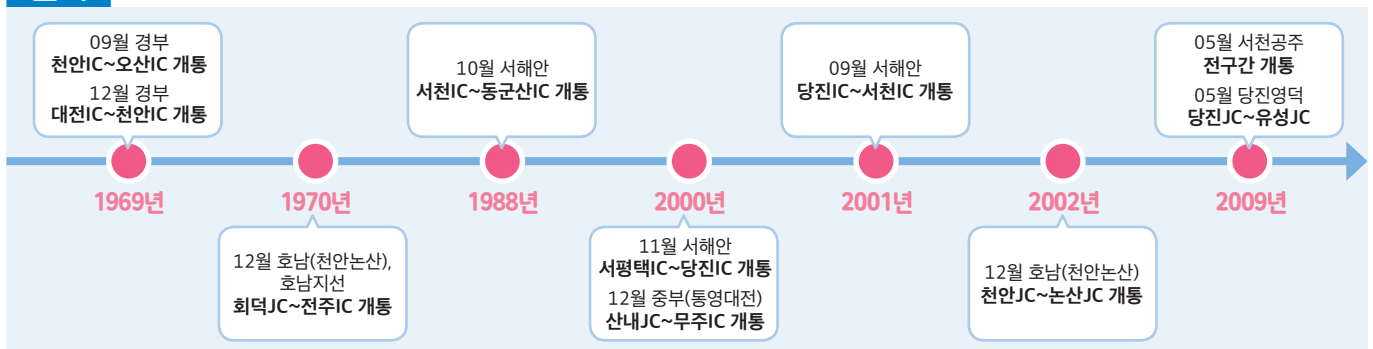 09월 경부
천안IC~오산IC 개통
12월 경부
대전IC~천안IC 개통
10월 서해안
서천IC~동군산IC 개통
09월 서해안
당진IC~서천IC 개통
05월 서천공주
전구간 개통
05월 당진영덕
당진JC~유성JC
1969년
1970년
1988년
2000년
2001년
2002년
2009년
12월 호남(천안논산),
호남지선
회덕JC~전주IC 개통
11월 서해안
서평택IC~당진IC 개통
12월 중부(통영대전)
산내JC~무주IC 개통
12월 호남(천안논산)
천안JC~논산JC 개통